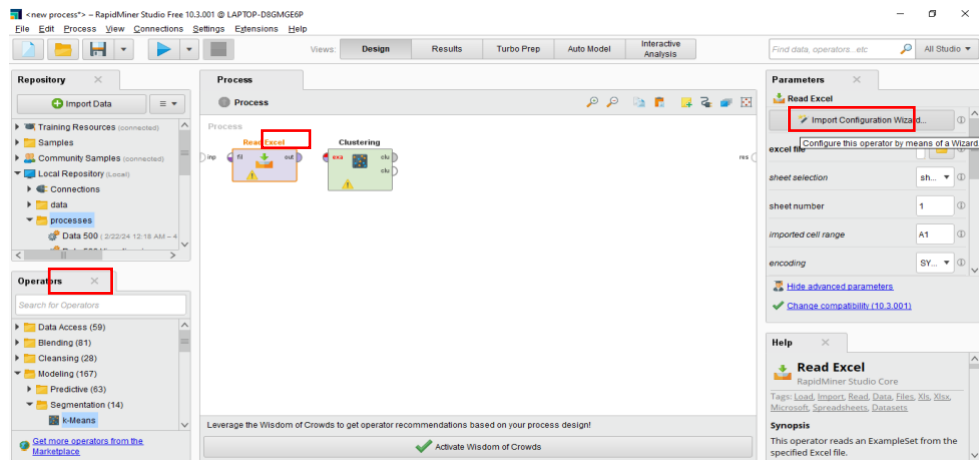 <new process*> – RapidMiner Studio Free 10.3.001 @ LAPTOP-D8GMGE6P
File Edit Process View Connections Settings Extensions Help
Views: Design Results Turbo Prep Auto Model Interactive Analysis
Find data, operators...etc All Studio
Repository
Import Data
Training Resources (connected)
Samples
Community Samples (connected)
Local Repository (Local)
Connections
data
processes
Data 500 (2/22/24 12:18 AM – 4
Operators
Search for Operators
Data Access (59)
Blending (81)
Cleansing (28)
Modeling (167)
Predictive (63)
Segmentation (14)
k-Means
Get more operators from the
Marketplace
Process
Process
Process
Read Excel
Clustering
inp
fil
out
exa
clu
clu
res
Leverage the Wisdom of Crowds to get operator recommendations based on your process design!
Activate Wisdom of Crowds
Parameters
Read Excel
Import Configuration Wizard...
Configure this operator by means of a Wizard
excel file
sheet selection sh...
sheet number 1
imported cell range A1
encoding SY...
Hide advanced parameters
Change compatibility (10.3.001)
Help
Read Excel
RapidMiner Studio Core
Tags: Load, Import, Read, Data, Files, Xls, Xlsx,
Microsoft, Spreadsheets, Datasets
Synopsis
This operator reads an ExampleSet from the
specified Excel file.